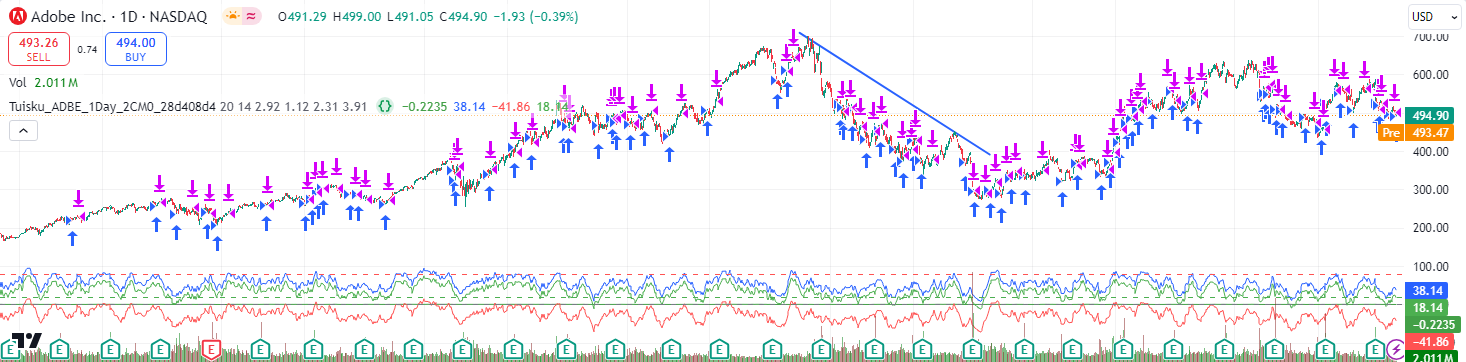 Adobe Inc. · 1D · NASDAQ O491.29 H499.00 L491.05 C494.90 −1.93 (−0.39%)
USD
493.26
SELL
0.74
494.00
BUY
Vol 2.011M
Tuisku_ADBE_1Day_2CM0_28d408d4 20 14 2.92 1.12 2.31 3.91 {} −0.2235 38.14 −41.86 18.14
700.00
600.00
494.90
Pre 493.47
400.00
300.00
200.00
100.00
38.14
18.14
−0.2235
−41.86
2.011M
E E E E E E E E E E E E E E E E E E E E E E E E E E E E